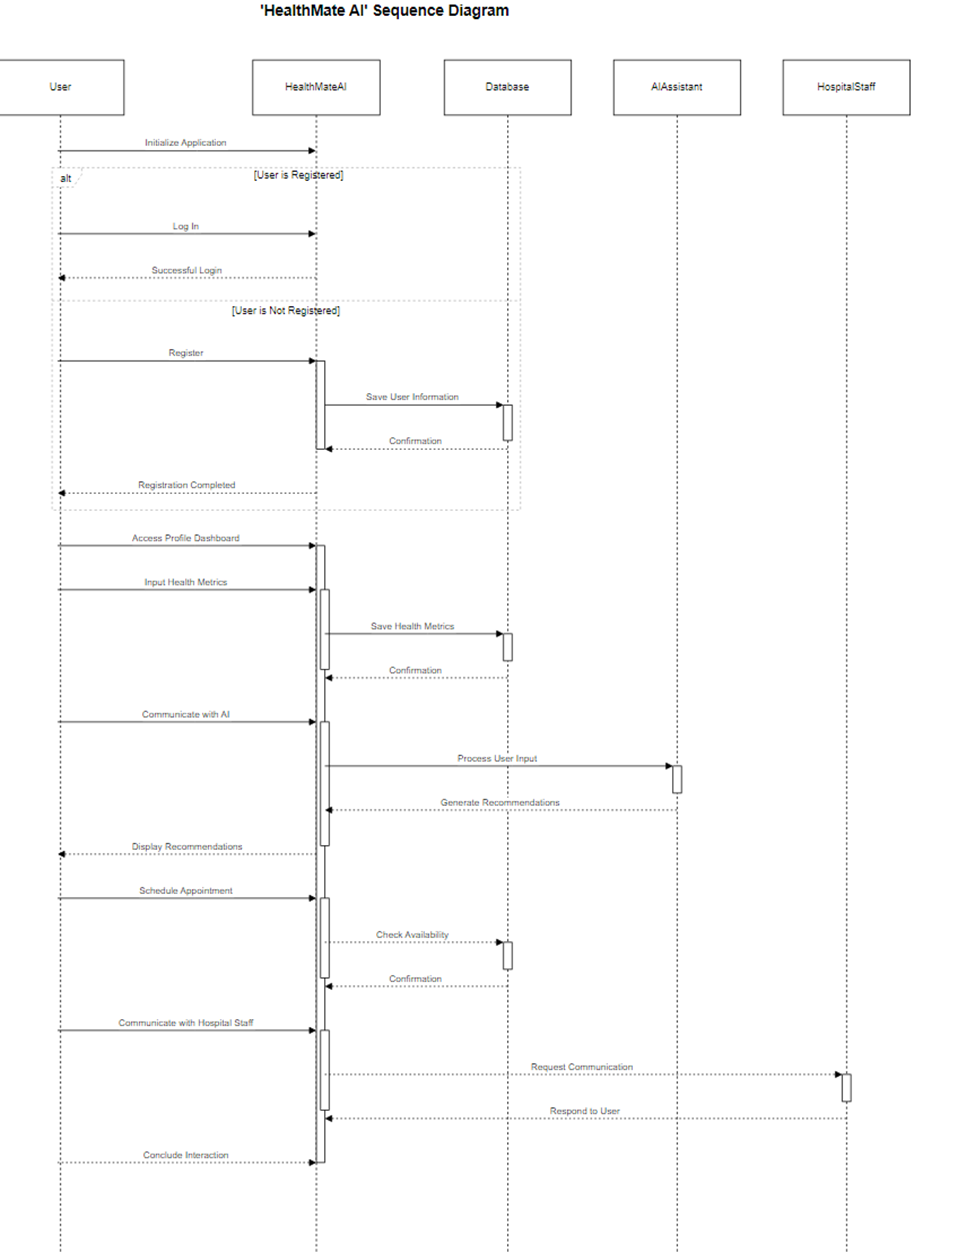 'HealthMate AI' Sequence Diagram
User
HealthMateAI
Database
AIAssistant
HospitalStaff
Initialize Application
alt
[User is Registered]
Log In
Successful Login
[User is Not Registered]
Register
Save User Information
Confirmation
Registration Completed
Access Profile Dashboard
Input Health Metrics
Save Health Metrics
Confirmation
Communicate with AI
Process User Input
Generate Recommendations
Display Recommendations
Schedule Appointment
Check Availability
Confirmation
Communicate with Hospital Staff
Request Communication
Respond to User
Conclude Interaction